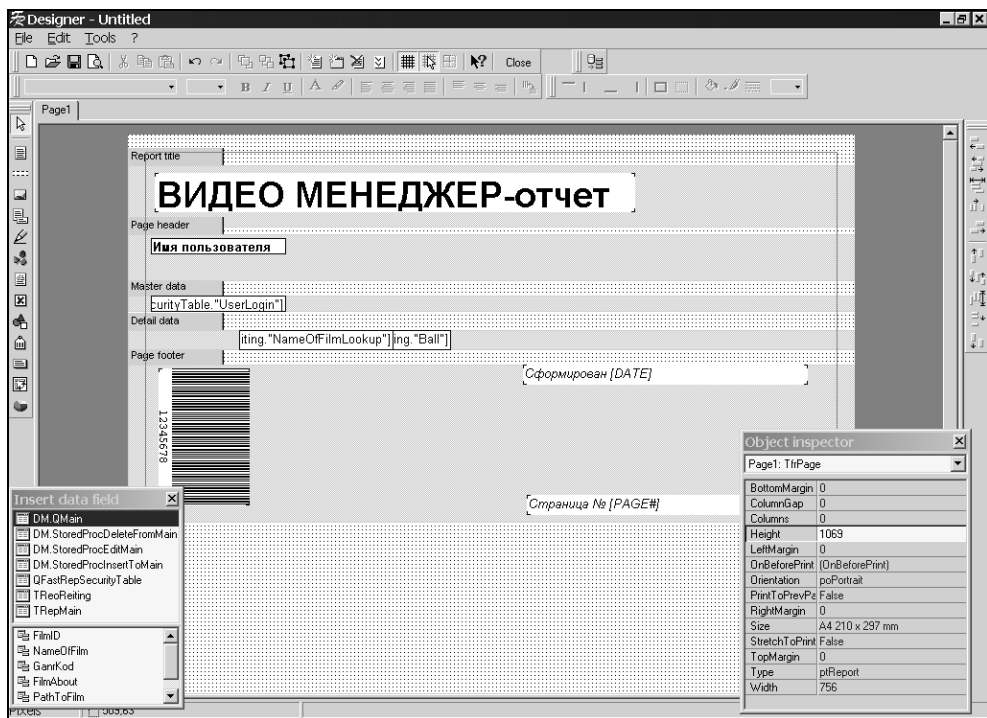 Designer - Untitled
File Edit Tools ?
Close
B I U A
Page1
Report title
ВИДЕО МЕНЕДЖЕР-отчет
Page header
Имя пользователя
Master data
curityTable."UserLogin"]
Detail data
iting."NameOfFilmLookup"] ing."Ball"]
Page footer
Сформирован [DATE]
12345678
Страница № [PAGE#]
Insert data field
DM.QMain
DM.StoredProcDeleteFromMain
DM.StoredProcEditMain
DM.StoredProcInsertToMain
QFastRepSecurityTable
TReoReiting
TRepMain
FilmID
NameOfFilm
GanrKod
FilmAbout
PathToFilm
Object inspector
Page1: TfrPage
BottomMargin 0
ColumnGap 0
Columns 0
Height 1069
LeftMargin 0
OnBeforePrint (OnBeforePrint)
Orientation poPortrait
PrintToPrevPa False
RightMargin 0
Size A4 210 x 297 mm
StretchToPrint False
TopMargin 0
Type ptReport
Width 756
Pixels 509,63